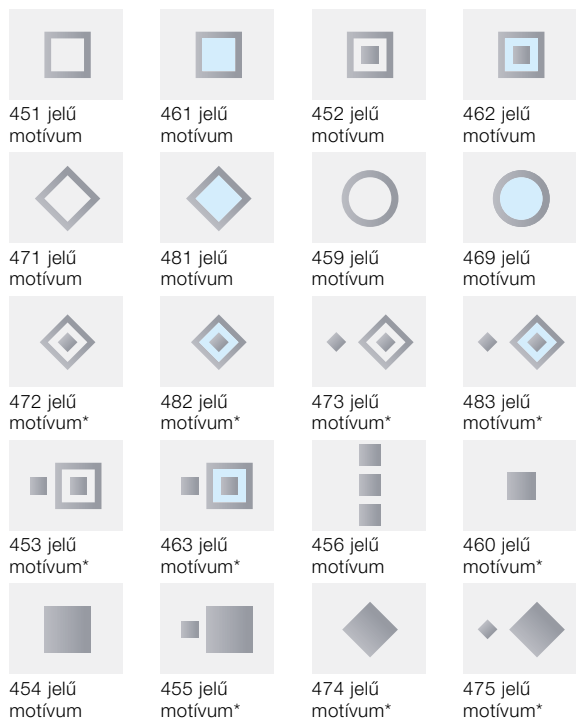 451 jelű
motívum
461 jelű
motívum
452 jelű
motívum
462 jelű
motívum
471 jelű
motívum
481 jelű
motívum
459 jelű
motívum
469 jelű
motívum
472 jelű
motívum*
482 jelű
motívum*
473 jelű
motívum*
483 jelű
motívum*
453 jelű
motívum*
463 jelű
motívum*
456 jelű
motívum
460 jelű
motívum*
454 jelű
motívum
455 jelű
motívum*
474 jelű
motívum*
475 jelű
motívum*